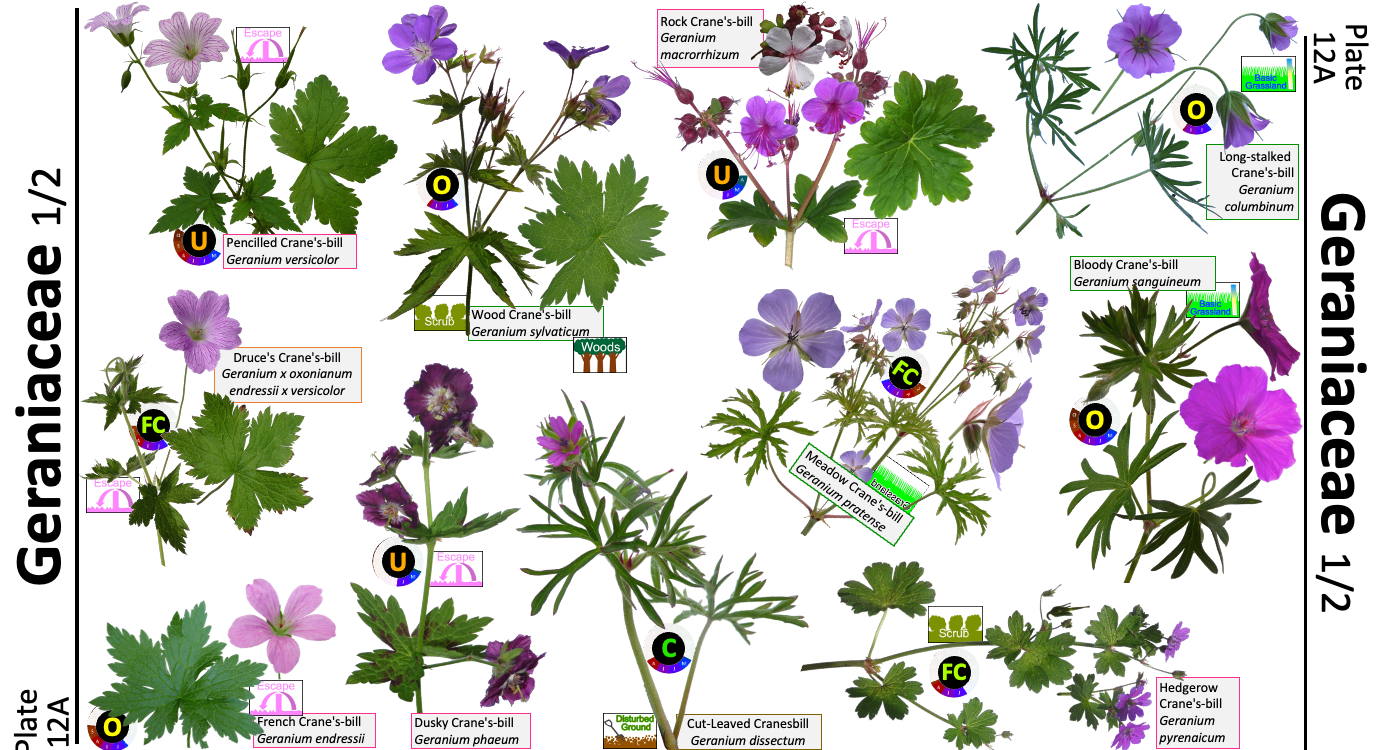 Geraniaceae 1/2
Plate
12A
Escape
U
Pencilled Crane's-bill
Geranium versicolor
O
Scrub
Wood Crane's-bill
Geranium sylvaticum
Woods
Rock Crane's-bill
Geranium
macrorrhizum
U
Escape
Basic
Grassland
O
Long-stalked
Crane's-bill
Geranium
columbinum
Plate
12A
Geraniaceae 1/2
Druce's Crane's-bill
Geranium x oxonianum
endressii x versicolor
FC
Escape
U
Escape
Dusky Crane's-bill
Geranium phaeum
FC
Meadow Crane's-bill
Geranium pratense
Grassland
Bloody Crane's-bill
Geranium sanguineum
Basic
Grassland
O
O
Escape
French Crane's-bill
Geranium endressii
C
Disturbed
Ground
Cut-Leaved Cranesbill
Geranium dissectum
Scrub
FC
Hedgerow
Crane's-bill
Geranium
pyrenaicum